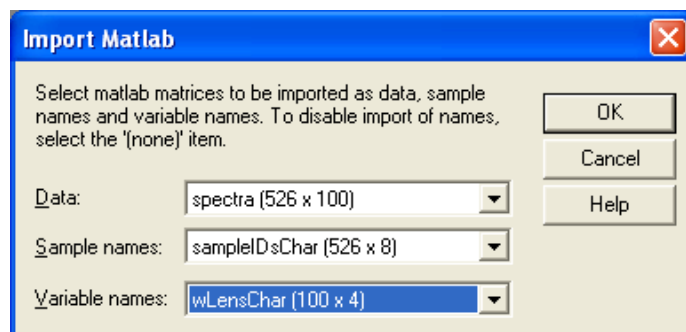 Import Matlab
Select matlab matrices to be imported as data, sample
names and variable names. To disable import of names,
select the '(none)' item.
OK
Cancel
Help
Data: spectra (526 x 100)
Sample names: sampleIDsChar (526 x 8)
Variable names: wLensChar (100 x 4)